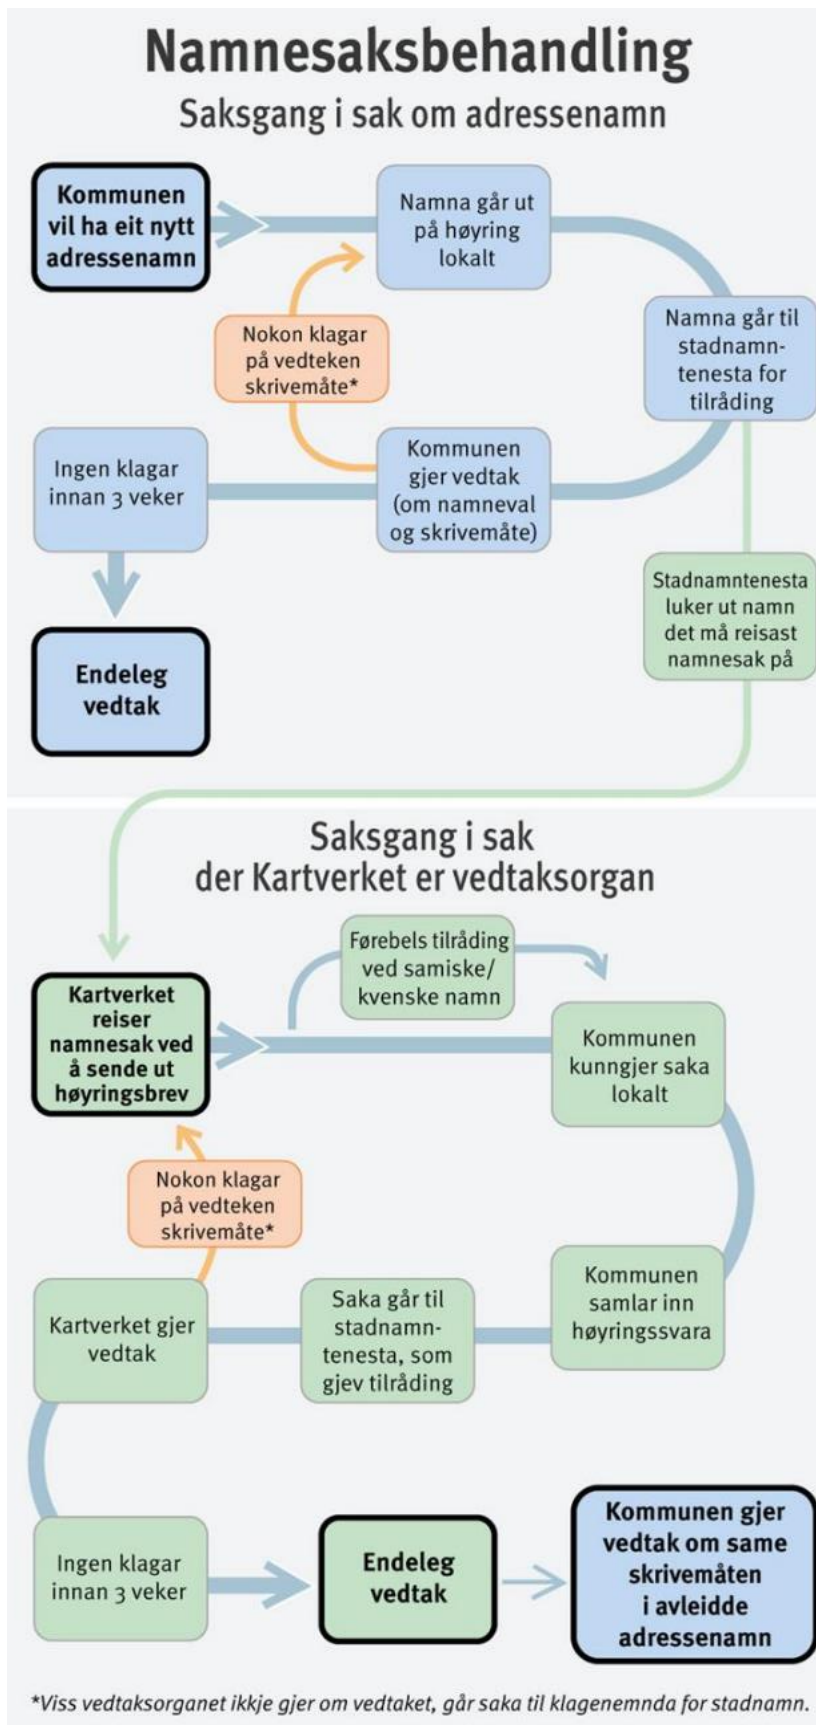 Namnesaksbehandling
Saksgang i sak om adressenamn
Kommunen
vil ha eit nytt
adressenamn
Namna går ut
på høyring
lokalt
Namna går til
stadnamn-
tenesta for
tilråding
Nokon klagar
på vedteken
skrivemåte*
Kommunen
gjer vedtak
(om namneval
og skrivemåte)
Ingen klagar
innan 3 veker
Endeleg
vedtak
Stadnamntenesta
luker ut namn
det må reisast
namnesak på
Saksgang i sak
der Kartverket er vedtaksorgan
Kartverket
reiser
namnesak ved
å sende ut
høyringsbrev
Førebels tilråding
ved samiske/
kvenske namn
Kommunen
kunngjer saka
lokalt
Kommunen
samlar inn
høyringssvara
Saka går til
stadnamn-
tenesta, som
gjev tilråding
Kartverket gjer
vedtak
Nokon klagar
på vedteken
skrivemåte*
Ingen klagar
innan 3 veker
Endeleg
vedtak
Kommunen gjer
vedtak om same
skrivemåten
i avleidde
adressenamn
*Viss vedtaksorganet ikkje gjer om vedtaket, går saka til klagenemnda for stadnamn.